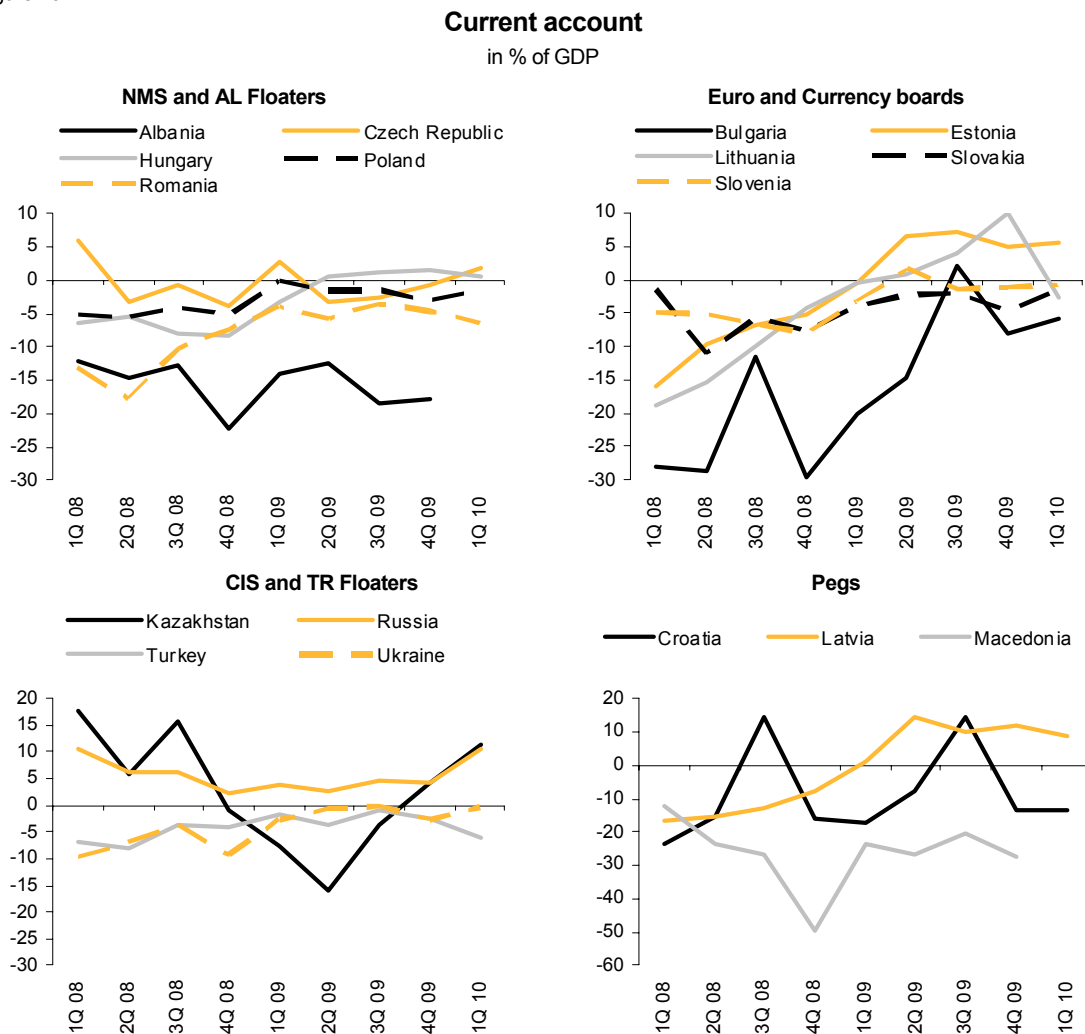 Current account
in % of GDP
NMS and AL Floaters
Albania Czech Republic
Hungary Poland
Romania
10
5
0
-5
-10
-15
-20
-25
-30
1Q 08 2Q 08 3Q 08 4Q 08 1Q 09 2Q 09 3Q 09 4Q 09 1Q 10
Euro and Currency boards
Bulgaria Estonia
Lithuania Slovakia
Slovenia
10
5
0
-5
-10
-15
-20
-25
-30
1Q 08 2Q 08 3Q 08 4Q 08 1Q 09 2Q 09 3Q 09 4Q 09 1Q 10
CIS and TR Floaters
Kazakhstan Russia
Turkey Ukraine
20
15
10
5
0
-5
-10
-15
-20
-25
-30
1Q 08 2Q 08 3Q 08 4Q 08 1Q 09 2Q 09 3Q 09 4Q 09 1Q 10
Pegs
Croatia Latvia Macedonia
20
10
0
-10
-20
-30
-40
-50
-60
1Q 08 2Q 08 3Q 08 4Q 08 1Q 09 2Q 09 3Q 09 4Q 09 1Q 10